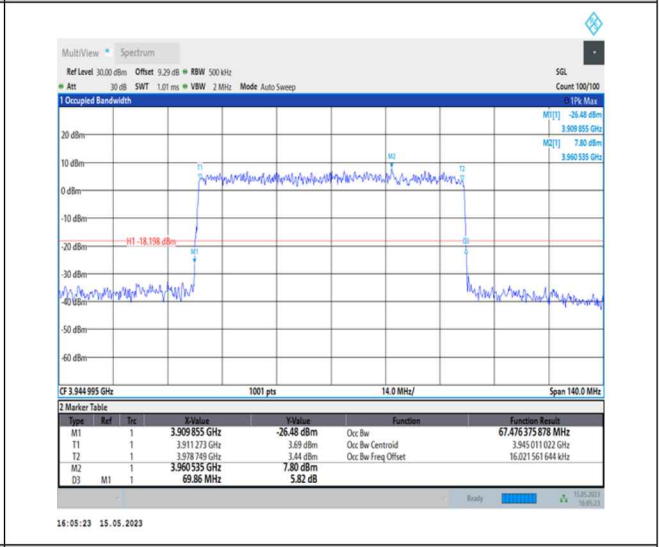 MultiView Spectrum
Ref Level 30.00 dBm Offset 9.29 dB RBW 500 kHz SGL
Att 30 dB SWT 1.01 ms VBW 2 MHz Mode Auto Sweep Count 100/100
1 Occupied Bandwidth 1Pk Max
M1[1] -26.48 dBm
3.909 855 GHz
20 dBm
M2[1] 7.80 dBm
3.960 535 GHz
10 dBm
M2
T1 T2
0 dBm
-10 dBm
H1 -18.198 dBm
D3
-20 dBm
M1
-30 dBm
-40 dBm
-50 dBm
-60 dBm
CF 3.944 995 GHz 1001 pts 14.0 MHz/ Span 140.0 MHz
2 Marker Table
Type Ref Trc X-Value Y-Value Function Function Result
M1 1 3.909 855 GHz -26.48 dBm Occ Bw 67.476 375 878 MHz
T1 1 3.911 273 GHz 3.69 dBm Occ Bw Centroid 3.945 011 022 GHz
T2 1 3.978 749 GHz 3.44 dBm Occ Bw Freq Offset 16.021 561 644 kHz
M2 1 3.960 535 GHz 7.80 dBm
D3 M1 1 69.86 MHz 5.82 dB
Ready 15.05.2023
16:05:23
16:05:23 15.05.2023